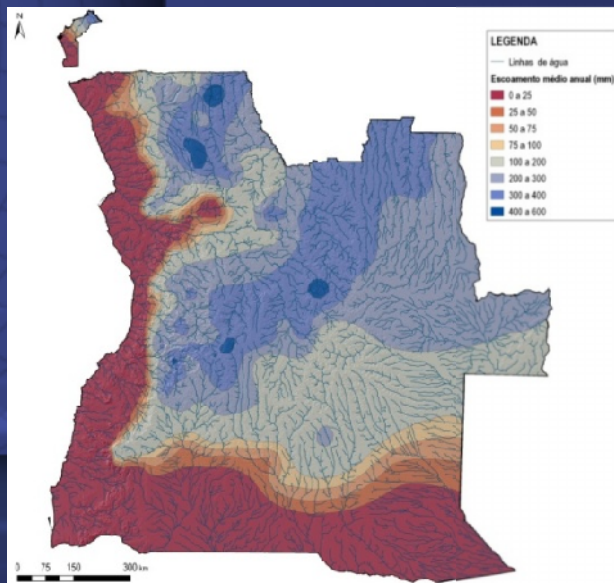 N
LEGENDA
Linhas de água
Escoamento médio anual (mm)
0 a 25
25 a 50
50 a 75
75 a 100
100 a 200
200 a 300
300 a 400
400 a 600
0 75 150 300 km